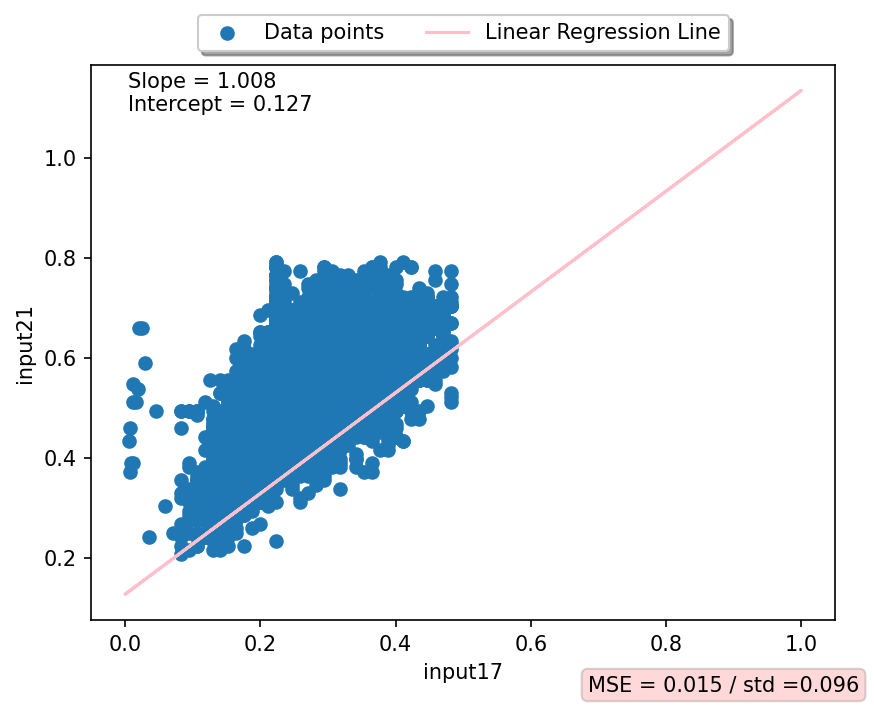 Data points
Linear Regression Line
Slope = 1.008
Intercept = 0.127
input21
1.0
0.8
0.6
0.4
0.2
0.0
0.2
0.4
0.6
0.8
1.0
input17
MSE = 0.015 / std =0.096